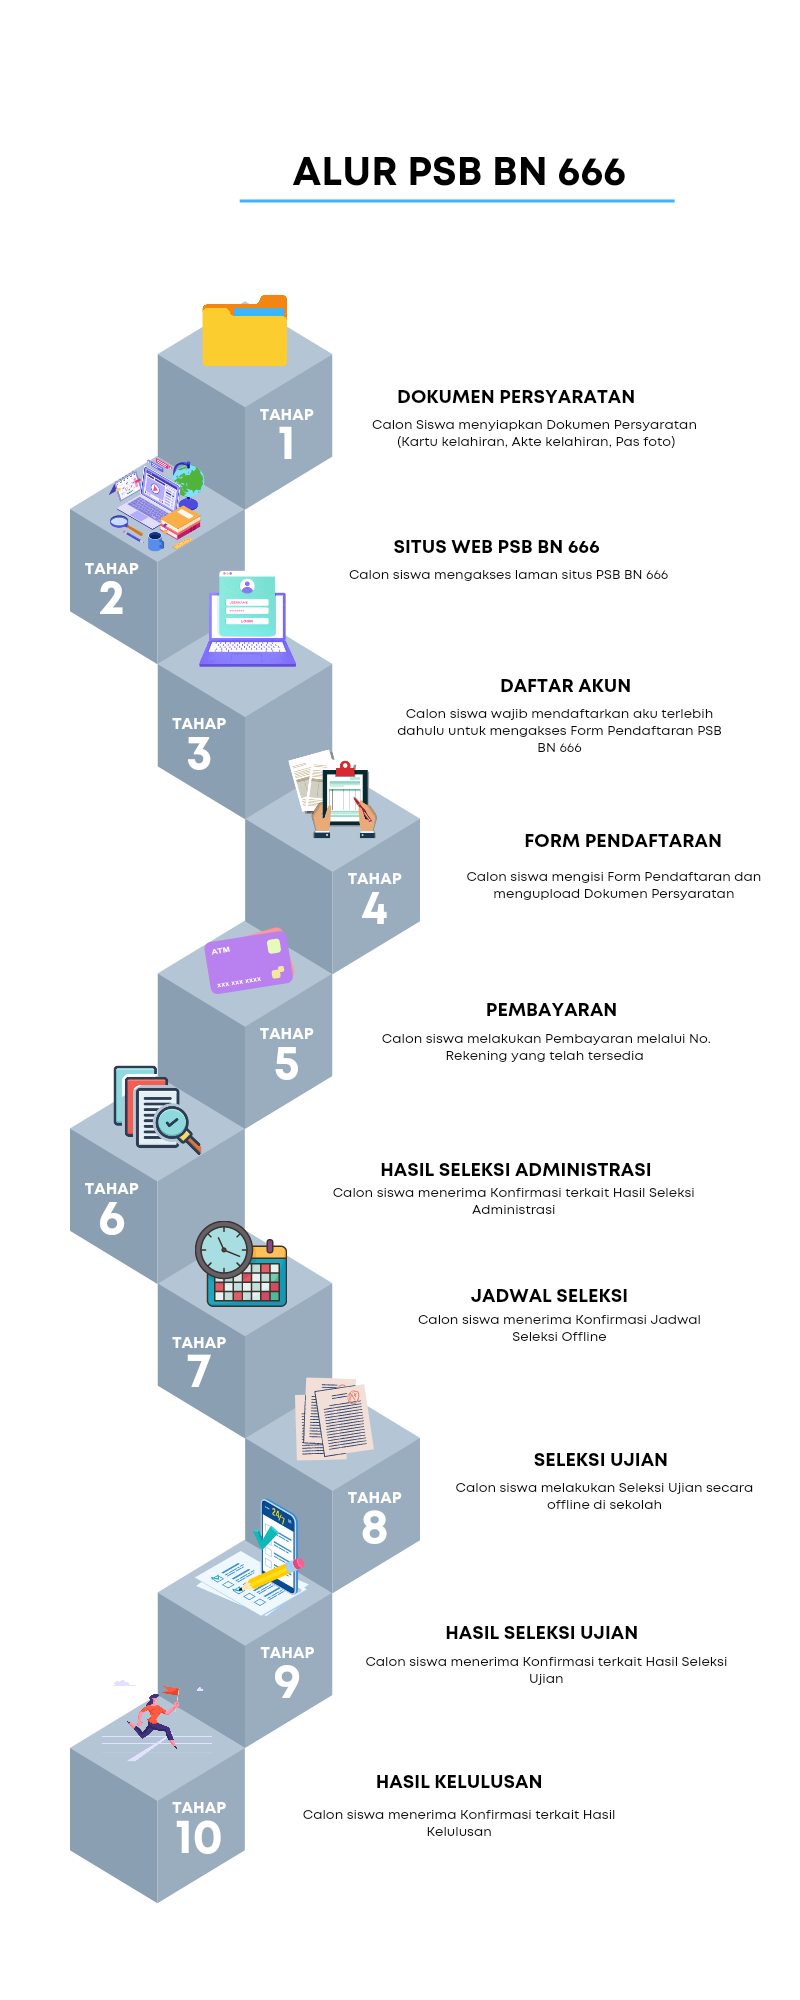 ALUR PSB BN 666
TAHAP
1
DOKUMEN PERSYARATAN
Calon Siswa menyiapkan Dokumen Persyaratan
(Kartu kelahiran, Akte kelahiran, Pas foto)
TAHAP
2
SITUS WEB PSB BN 666
Calon siswa mengakses laman situs PSB BN 666
USERNAME
LOGIN
TAHAP
3
DAFTAR AKUN
Calon siswa wajib mendaftarkan aku terlebih
dahulu untuk mengakses Form Pendaftaran PSB
BN 666
TAHAP
4
FORM PENDAFTARAN
Calon siswa mengisi Form Pendaftaran dan
mengupload Dokumen Persyaratan
ATM
XXX XXX XXXX
TAHAP
5
PEMBAYARAN
Calon siswa melakukan Pembayaran melalui No.
Rekening yang telah tersedia
TAHAP
6
HASIL SELEKSI ADMINISTRASI
Calon siswa menerima Konfirmasi terkait Hasil Seleksi
Administrasi
TAHAP
7
JADWAL SELEKSI
Calon siswa menerima Konfirmasi Jadwal
Seleksi Offline
TAHAP
8
SELEKSI UJIAN
Calon siswa melakukan Seleksi Ujian secara
offline di sekolah
24/7
TAHAP
9
HASIL SELEKSI UJIAN
Calon siswa menerima Konfirmasi terkait Hasil Seleksi
Ujian
TAHAP
10
HASIL KELULUSAN
Calon siswa menerima Konfirmasi terkait Hasil
Kelulusan